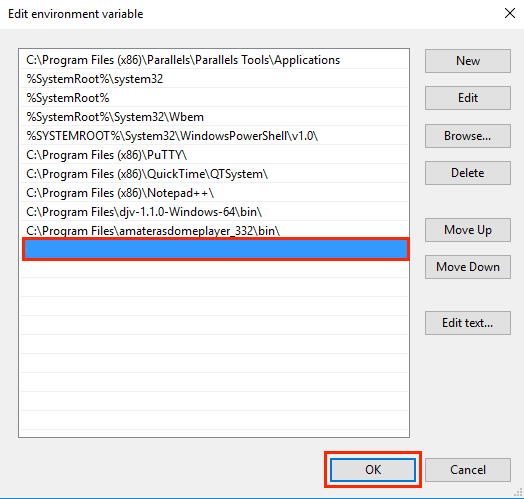 Edit environment variable
C:\Program Files (x86)\Parallels\Parallels Tools\Applications
%SystemRoot%\system32
%SystemRoot%
%SystemRoot%\System32\Wbem
%SYSTEMROOT%\System32\WindowsPowerShell\v1.0\
C:\Program Files (x86)\PuTTY\
C:\Program Files (x86)\QuickTime\QTSystem\
C:\Program Files (x86)\Notepad++\
C:\Program Files\djv-1.1.0-Windows-64\bin\
C:\Program Files\amaterasdomeplayer_332\bin\
New
Edit
Browse...
Delete
Move Up
Move Down
Edit text...
OK
Cancel